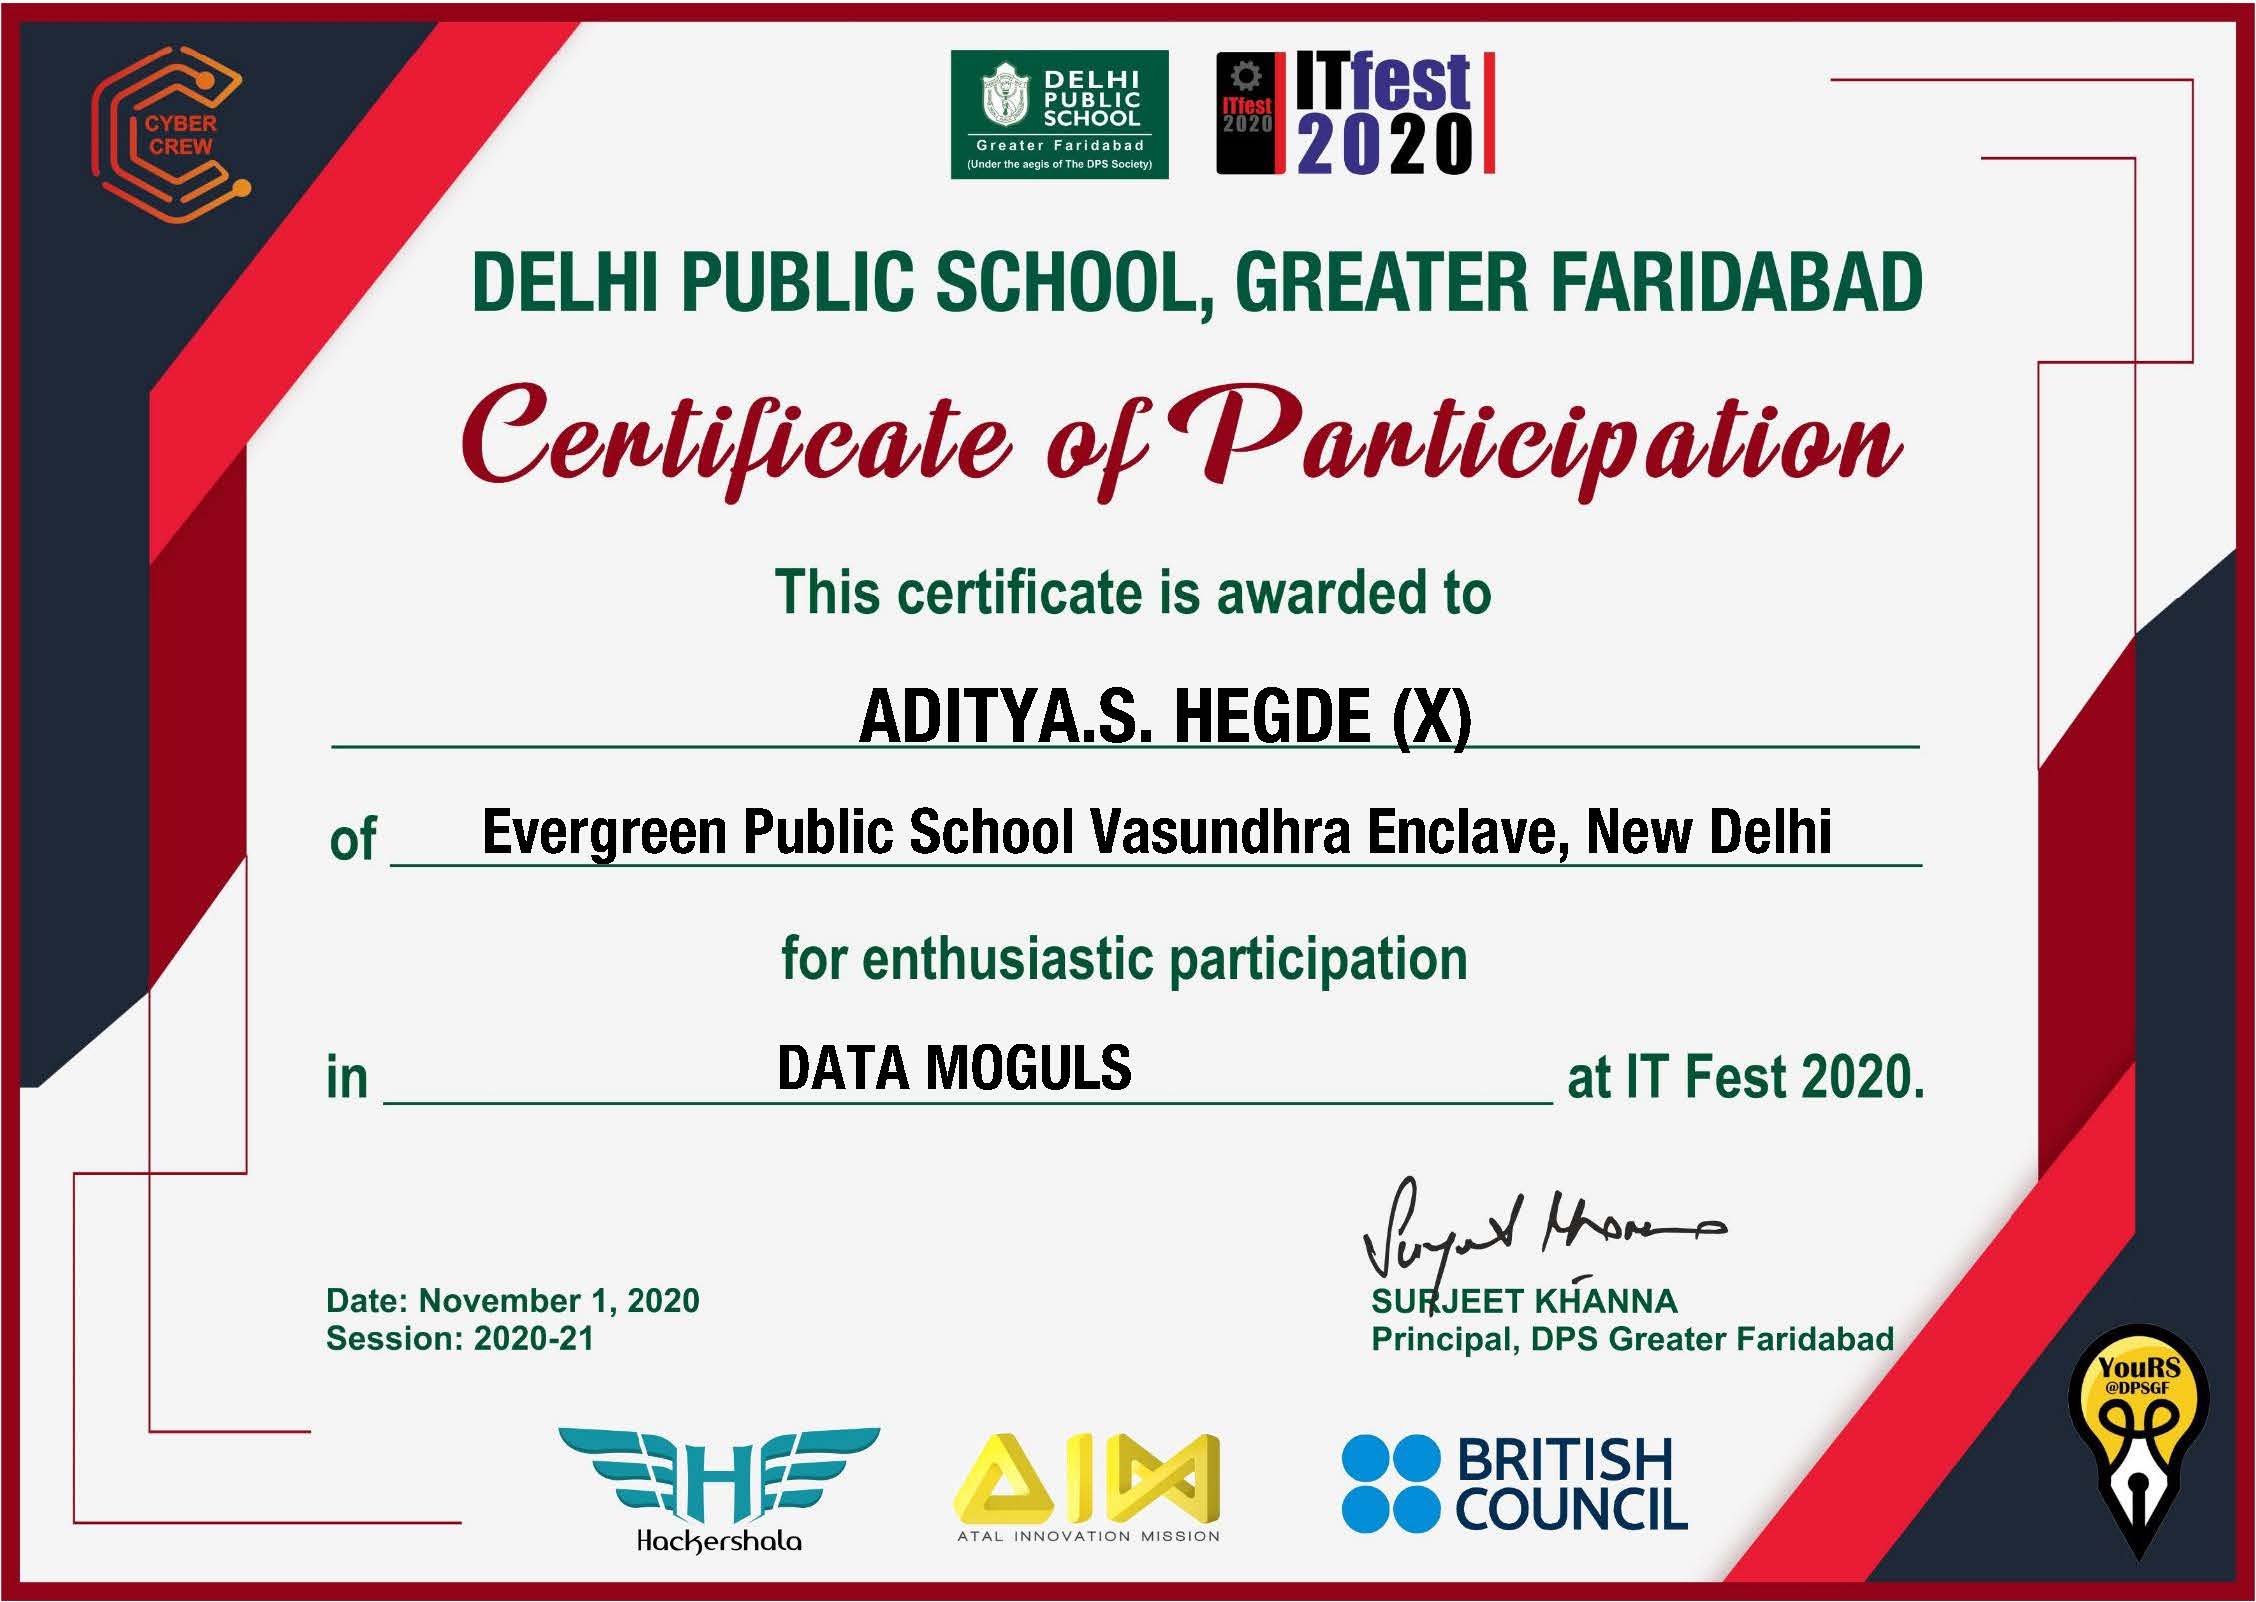 CYBER
CREW
DELHI
PUBLIC
SCHOOL
Greater Faridabad
(Under the aegis of The DPS Society)
ITfest
2020
ITfest
2020
DELHI PUBLIC SCHOOL, GREATER FARIDABAD
Certificate of Participation
This certificate is awarded to
ADITYA.S. HEGDE (X)
of Evergreen Public School Vasundhra Enclave, New Delhi
for enthusiastic participation
in DATA MOGULS at IT Fest 2020.
Surjeet Khanna
Date: November 1, 2020
Session: 2020-21
SURJEET KHANNA
Principal, DPS Greater Faridabad
YouRS
@DPSGF
H
Hackershala
AIM
ATAL INNOVATION MISSION
BRITISH
COUNCIL